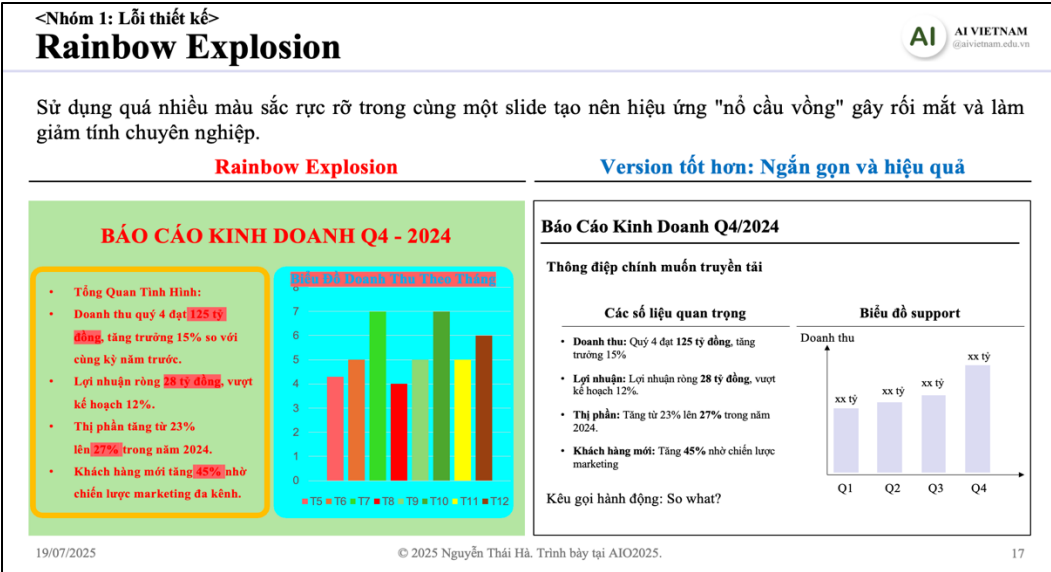 <Nhóm 1: Lỗi thiết kế>
Rainbow Explosion
AI
AI VIETNAM
@aivietnam.edu.vn
Sử dụng quá nhiều màu sắc rực rỡ trong cùng một slide tạo nên hiệu ứng "nổ cầu vồng" gây rối mắt và làm
giảm tính chuyên nghiệp.
Rainbow Explosion
BÁO CÁO KINH DOANH Q4 - 2024
• Tổng Quan Tình Hình:
• Doanh thu quý 4 đạt 125 tỷ
đồng, tăng trưởng 15% so với
cùng kỳ năm trước.
• Lợi nhuận ròng 28 tỷ đồng, vượt
kế hoạch 12%.
• Thị phần tăng từ 23%
lên 27% trong năm 2024.
• Khách hàng mới tăng 45% nhờ
chiến lược marketing đa kênh.
Biểu Đồ Doanh Thu Theo Tháng
8
7
6
5
4
3
2
1
0
T5 T6 T7 T8 T9 T10 T11 T12
Version tốt hơn: Ngắn gọn và hiệu quả
Báo Cáo Kinh Doanh Q4/2024
Thông điệp chính muốn truyền tải
Các số liệu quan trọng
• Doanh thu: Quý 4 đạt 125 tỷ đồng, tăng
trưởng 15%
• Lợi nhuận: Lợi nhuận ròng 28 tỷ đồng, vượt
kế hoạch 12%.
• Thị phần: Tăng từ 23% lên 27% trong năm
2024.
• Khách hàng mới: Tăng 45% nhờ chiến lược
marketing
Biểu đồ support
Doanh thu
xx tỷ
xx tỷ
xx tỷ
xx tỷ
Q1 Q2 Q3 Q4
Kêu gọi hành động: So what?
19/07/2025
© 2025 Nguyễn Thái Hà. Trình bày tại AIO2025.
17